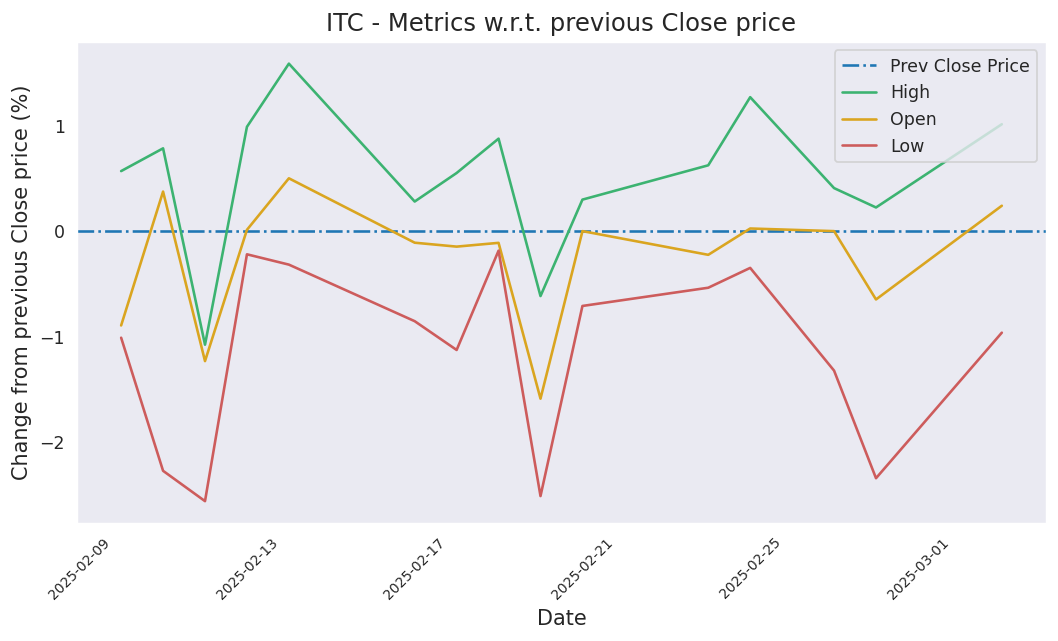 ITC - Metrics w.r.t. previous Close price
Change from previous Close price (%)
1
0
−1
−2
Prev Close Price
High
Open
Low
2025-02-09
2025-02-13
2025-02-17
2025-02-21
2025-02-25
2025-03-01
Date